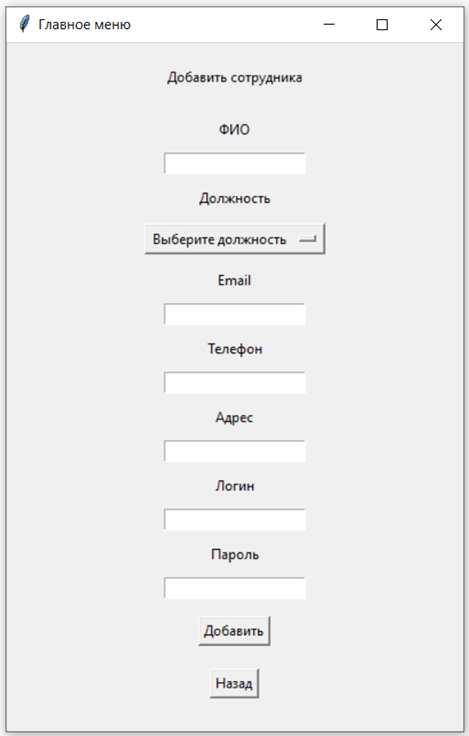 Главное меню
Добавить сотрудника
ФИО
Должность
Выберите должность
Email
Телефон
Адрес
Логин
Пароль
Добавить
Назад